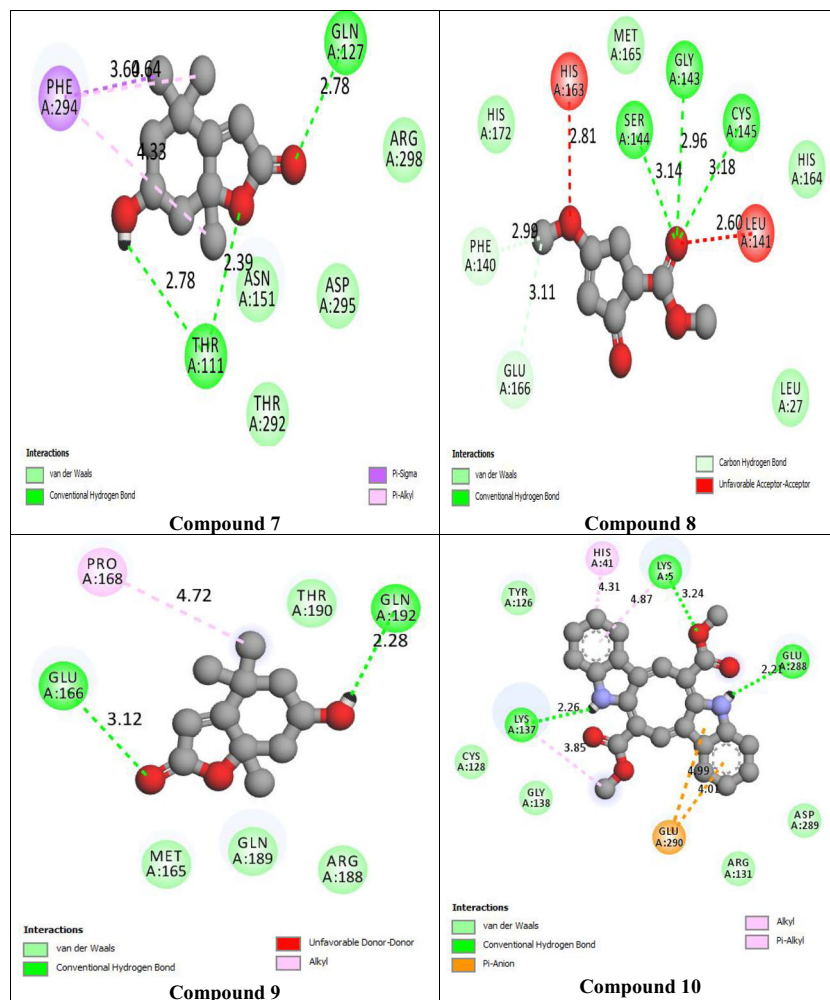 GLN
A:127
3.60
4.64
2.78
PHE
A:294
ARG
A:298
4.33
2.78
2.39
ASN
A:151
ASP
A:295
THR
A:111
THR
A:292
Interactions
van der Waals
Conventional Hydrogen Bond
Pi-Sigma
Pi-Alkyl
Compound 7
MET
A:165
HIS
A:163
GLY
A:143
HIS
A:172
SER
A:144
CYS
A:145
2.81
2.96
3.14
3.18
HIS
A:164
2.99
2.60
LEU
A:141
PHE
A:140
3.11
GLU
A:166
LEU
A:27
Interactions
van der Waals
Conventional Hydrogen Bond
Carbon Hydrogen Bond
Unfavorable Acceptor-Acceptor
Compound 8
PRO
A:168
4.72
THR
A:190
GLN
A:192
2.28
GLU
A:166
3.12
MET
A:165
GLN
A:189
ARG
A:188
Interactions
van der Waals
Conventional Hydrogen Bond
Unfavorable Donor-Donor
Alkyl
Compound 9
HIS
A:41
LYS
A:5
TYR
A:126
4.31
4.87
3.24
GLU
A:288
2.21
2.26
LYS
A:137
3.85
CYS
A:128
GLY
A:138
4.99
4.01
GLU
A:290
ASP
A:289
ARG
A:131
Interactions
van der Waals
Conventional Hydrogen Bond
Pi-Anion
Alkyl
Pi-Alkyl
Compound 10